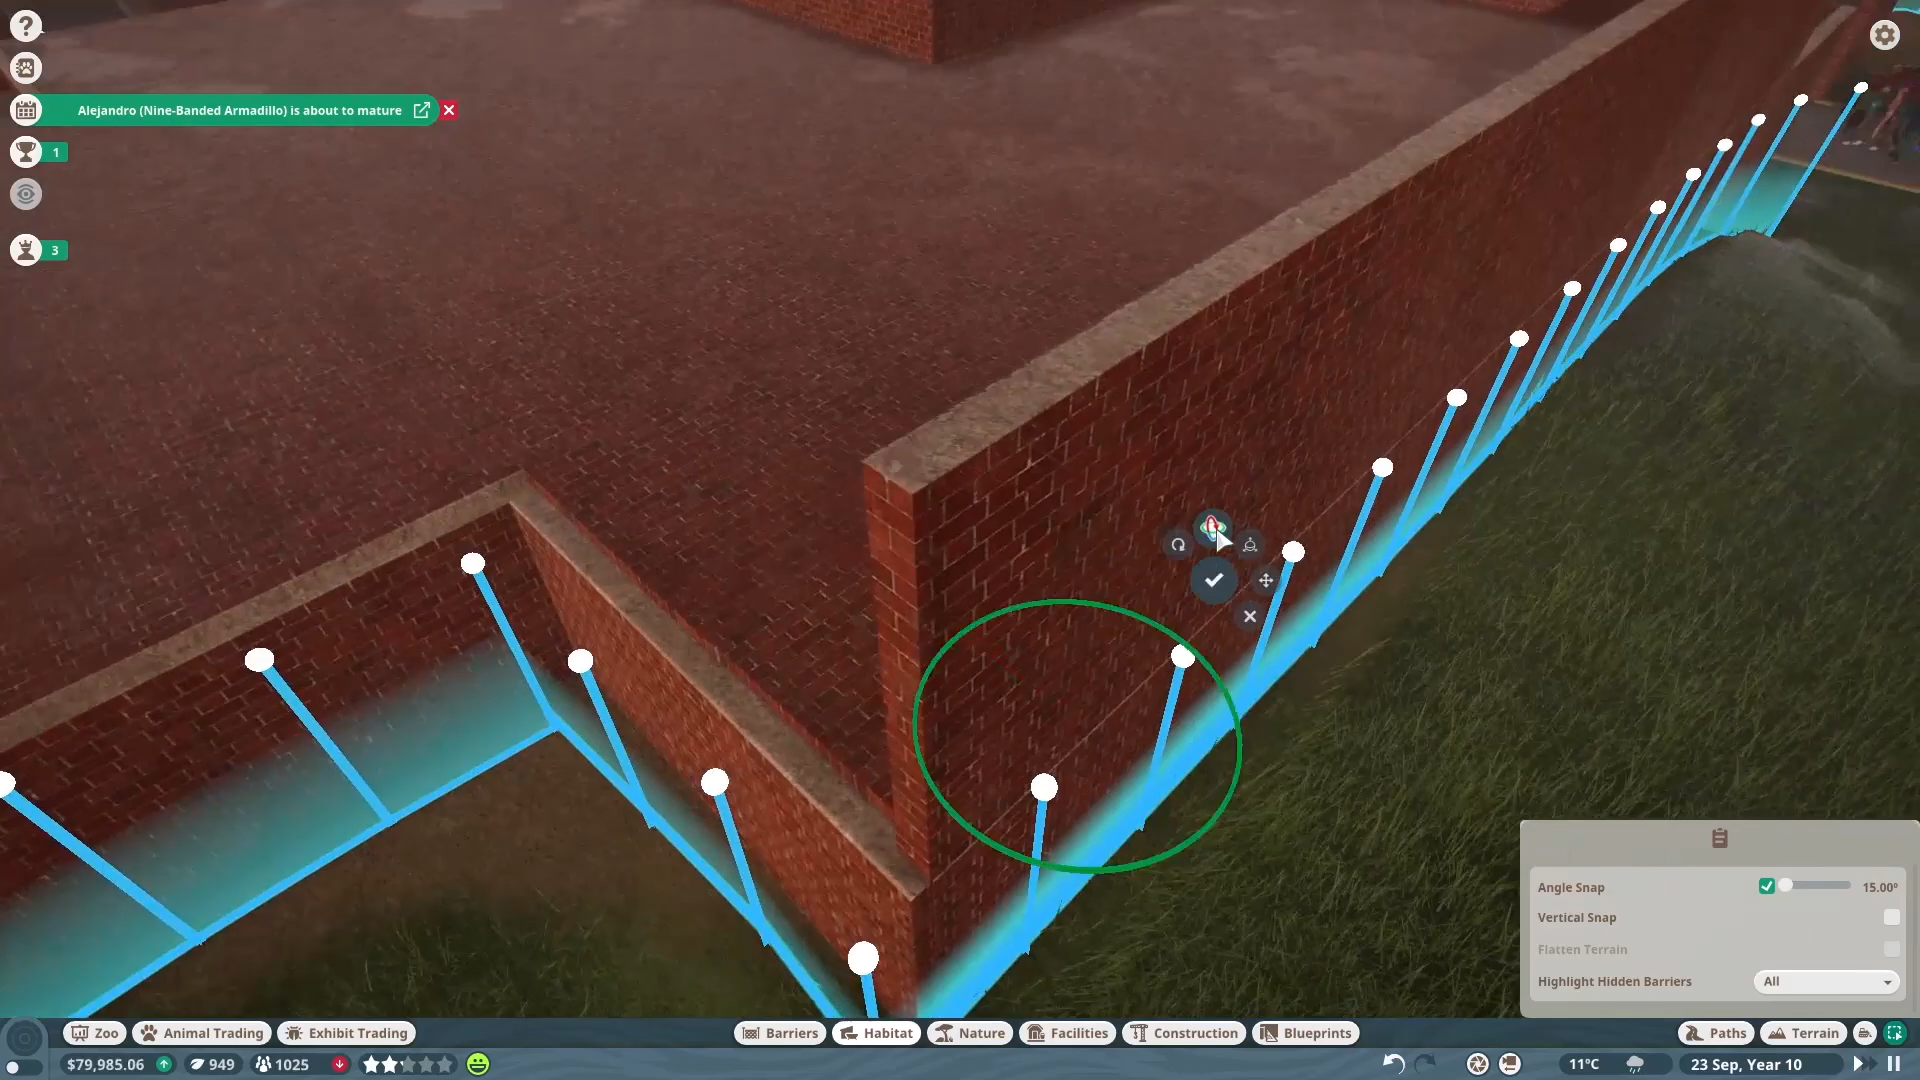 ?
Alejandro (Nine-Banded Armadillo) is about to mature
1
3
Angle Snap 15.00º
Vertical Snap
Flatten Terrain
Highlight Hidden Barriers All
Zoo Animal Trading Exhibit Trading Barriers Habitat Nature Facilities Construction Blueprints Paths Terrain
$79,985.06 949 1025 11°C 23 Sep, Year 10